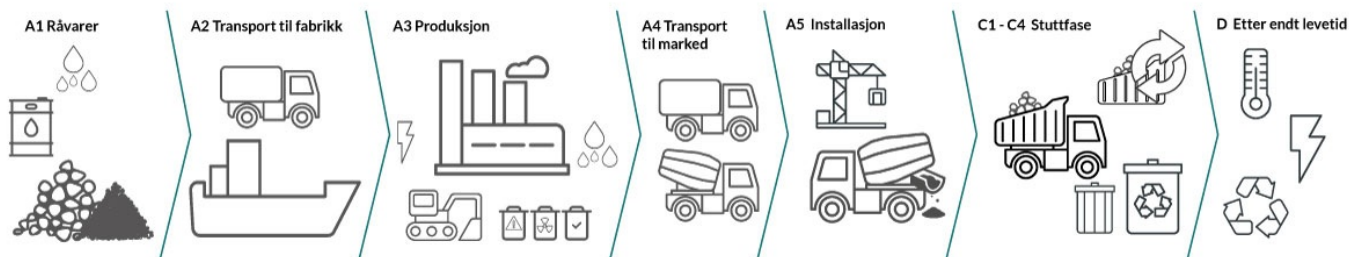 A1 Råvarer
A2 Transport til fabrikk
A3 Produksjon
A4 Transport
til marked
A5 Installasjon
C1 - C4 Stuttfase
D Etter endt levetid